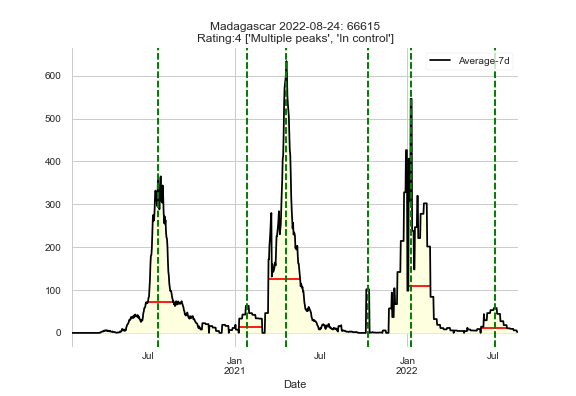 Madagascar 2022-08-24: 66615
Rating:4 ['Multiple peaks', 'In control']
Average-7d
600
500
400
300
200
100
0
Jul
Jan
2021
Jul
Jan
2022
Jul
Date